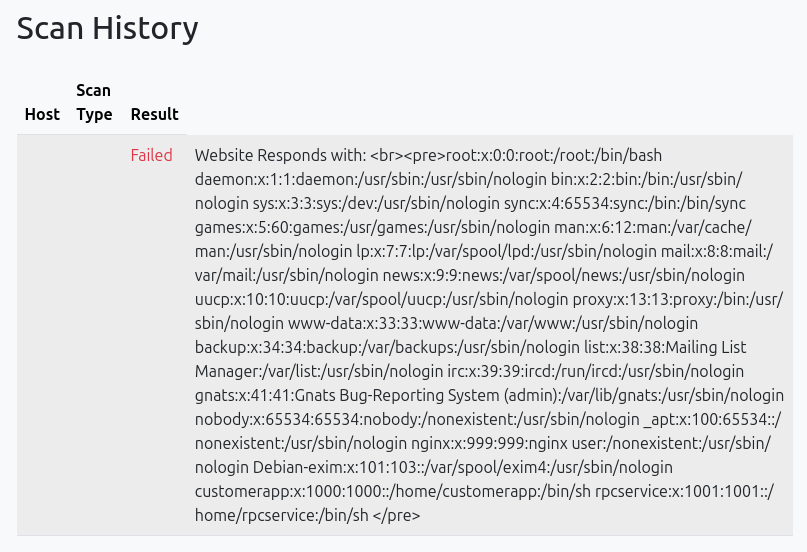 Scan History
Host Scan Type Result
Failed Website Responds with: <br><pre>root:x:0:0:root:/root:/bin/bash
daemon:x:1:1:daemon:/usr/sbin:/usr/sbin/nologin bin:x:2:2:bin:/bin:/usr/sbin/
nologin sys:x:3:3:sys:/dev:/usr/sbin/nologin sync:x:4:65534:sync:/bin:/bin/sync
games:x:5:60:games:/usr/games:/usr/sbin/nologin man:x:6:12:man:/var/cache/
man:/usr/sbin/nologin lp:x:7:7:lp:/var/spool/lpd:/usr/sbin/nologin mail:x:8:8:mail:/
var/mail:/usr/sbin/nologin news:x:9:9:news:/var/spool/news:/usr/sbin/nologin
uucp:x:10:10:uucp:/var/spool/uucp:/usr/sbin/nologin proxy:x:13:13:proxy:/bin:/usr/
sbin/nologin www-data:x:33:33:www-data:/var/www:/usr/sbin/nologin
backup:x:34:34:backup:/var/backups:/usr/sbin/nologin list:x:38:38:Mailing List
Manager:/var/list:/usr/sbin/nologin irc:x:39:39:ircd:/run/ircd:/usr/sbin/nologin
gnats:x:41:41:Gnats Bug-Reporting System (admin):/var/lib/gnats:/usr/sbin/nologin
nobody:x:65534:65534:nobody:/nonexistent:/usr/sbin/nologin _apt:x:100:65534::/
nonexistent:/usr/sbin/nologin nginx:x:999:999:nginx user:/nonexistent:/usr/sbin/
nologin Debian-exim:x:101:103::/var/spool/exim4:/usr/sbin/nologin
customerapp:x:1000:1000::/home/customerapp:/bin/sh rpcservice:x:1001:1001::/
home/rpcservice:/bin/sh </pre>